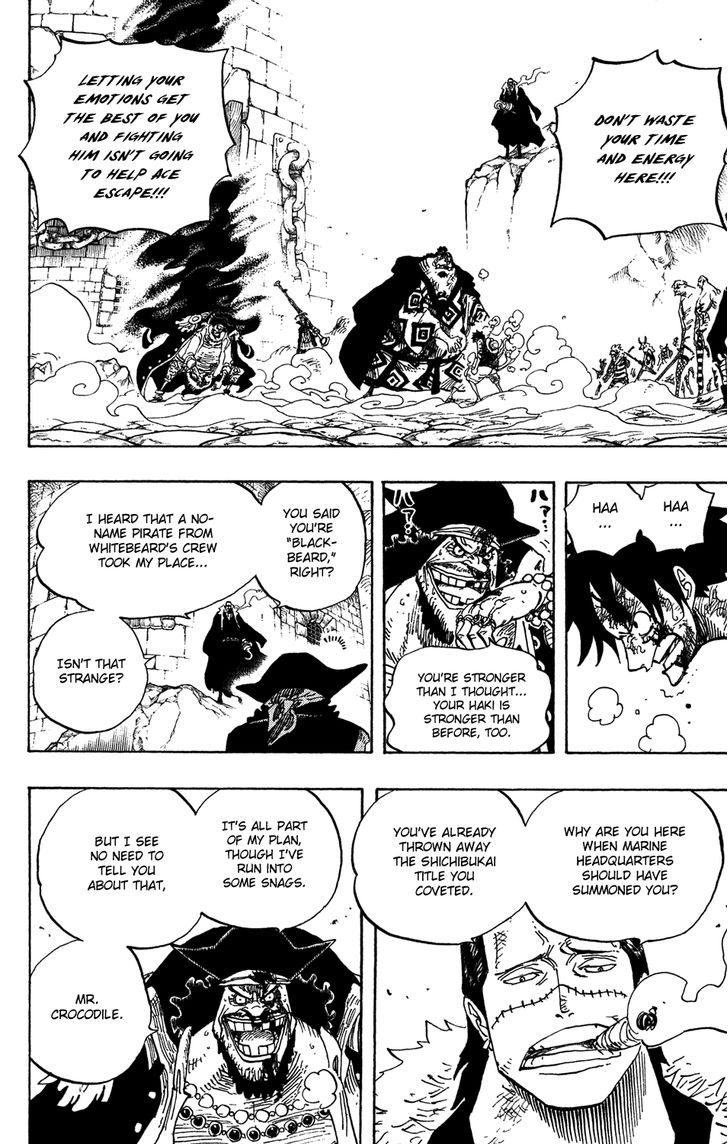 DON'T WASTE
YOUR TIME
AND ENERGY
HERE!!!
LETTING YOUR
EMOTIONS GET
THE BEST OF YOU
AND FIGHTING
HIM ISN'T GOING
TO HELP ACE
ESCAPE!!!
HAA
...
HAA
...
ハァ
ハァ
YOU'RE STRONGER
THAN I THOUGHT...
YOUR HAKI IS
STRONGER THAN
BEFORE, TOO.
YOU SAID
YOU'RE
"BLACK-
BEARD,"
RIGHT?
I HEARD THAT A NO-
NAME PIRATE FROM
WHITEBEARD'S CREW
TOOK MY PLACE...
ISN'T THAT
STRANGE?
WHY ARE YOU HERE
WHEN MARINE
HEADQUARTERS
SHOULD HAVE
SUMMONED YOU?
YOU'VE ALREADY
THROWN AWAY
THE SHICHIBUKAI
TITLE YOU
COVETED.
IT'S ALL PART
OF MY PLAN,
THOUGH I'VE
RUN INTO
SOME SNAGS.
BUT I SEE
NO NEED TO
TELL YOU
ABOUT THAT,
MR.
CROCODILE.